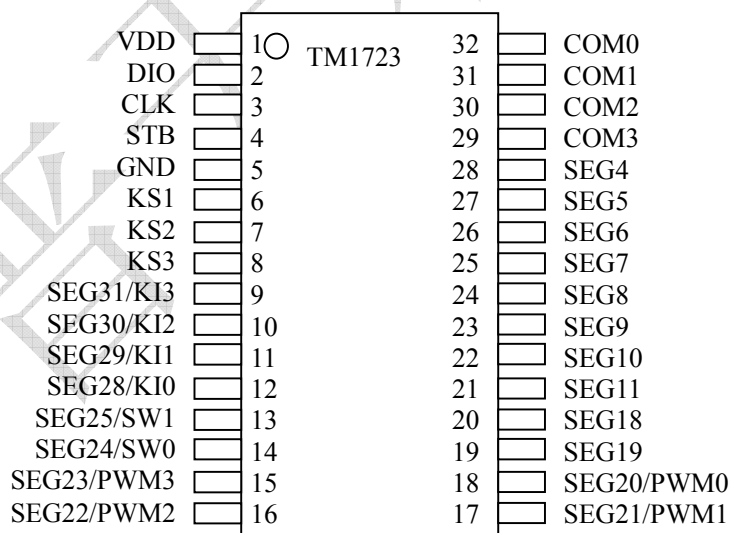 VDD 1 TM1723 32 COM0
DIO 2 31 COM1
CLK 3 30 COM2
STB 4 29 COM3
GND 5 28 SEG4
KS1 6 27 SEG5
KS2 7 26 SEG6
KS3 8 25 SEG7
SEG31/KI3 9 24 SEG8
SEG30/KI2 10 23 SEG9
SEG29/KI1 11 22 SEG10
SEG28/KI0 12 21 SEG11
SEG25/SW1 13 20 SEG18
SEG24/SW0 14 19 SEG19
SEG23/PWM3 15 18 SEG20/PWM0
SEG22/PWM2 16 17 SEG21/PWM1